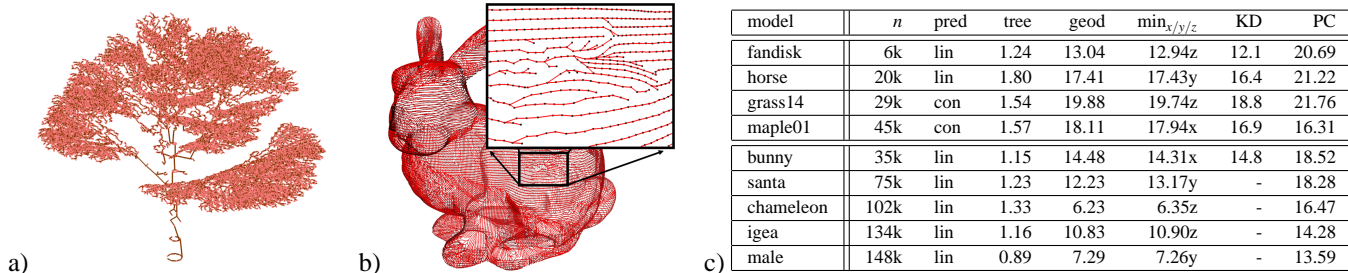 model n pred tree geod min_{x/y/z} KD PC
fandisk 6k lin 1.24 13.04 12.94z 12.1 20.69
horse 20k lin 1.80 17.41 17.43y 16.4 21.22
grass14 29k con 1.54 19.88 19.74z 18.8 21.76
maple01 45k con 1.57 18.11 17.94x 16.9 16.31
bunny 35k lin 1.15 14.48 14.31x 14.8 18.52
santa 75k lin 1.23 12.23 13.17y - 18.28
chameleon 102k lin 1.33 6.23 6.35z - 16.47
igea 134k lin 1.16 10.83 10.90z - 14.28
male 148k lin 0.89 7.29 7.26y - 13.59
a) b) c)